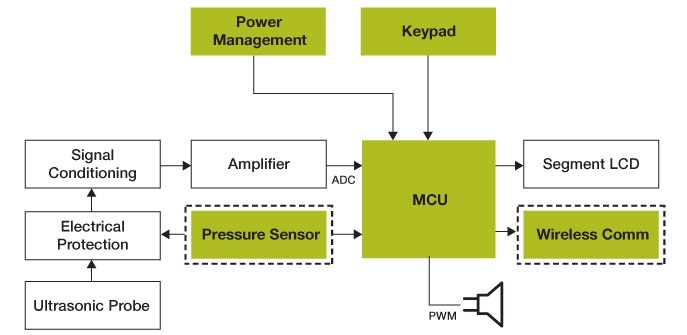 Power
Management
Keypad
Signal
Conditioning
Amplifier
ADC
MCU
Segment LCD
Electrical
Protection
Pressure Sensor
Wireless Comm
Ultrasonic Probe
PWM